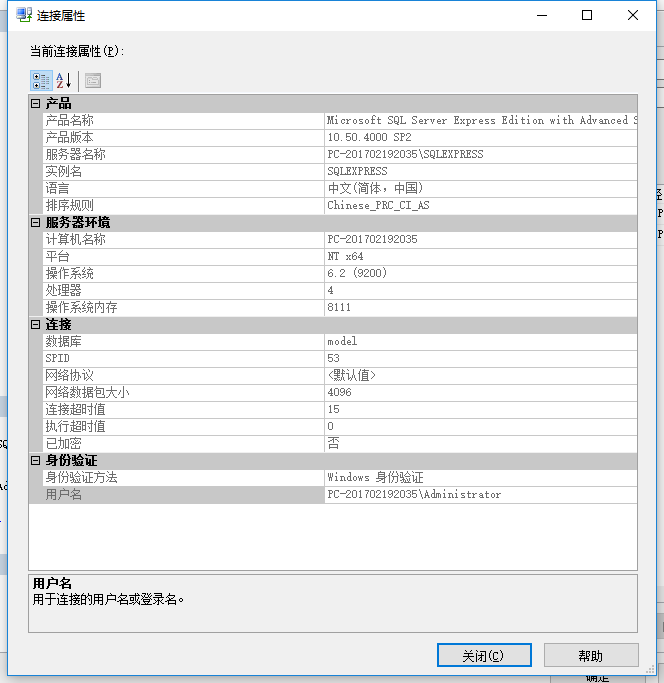 连接属性
当前连接属性(P):
产品
产品名称 Microsoft SQL Server Express Edition with Advanced S
产品版本 10.50.4000 SP2
服务器名称 PC-201702192035\SQLEXPRESS
实例名 SQLEXPRESS
语言 中文(简体，中国)
排序规则 Chinese_PRC_CI_AS
服务器环境
计算机名称 PC-201702192035
平台 NT x64
操作系统 6.2 (9200)
处理器 4
操作系统内存 8111
连接
数据库 model
SPID 53
网络协议 <默认值>
网络数据包大小 4096
连接超时值 15
执行超时值 0
已加密 否
身份验证
身份验证方法 Windows 身份验证
用户名 PC-201702192035\Administrator
用户名
用于连接的用户名或登录名。
关闭(C) 帮助
确定